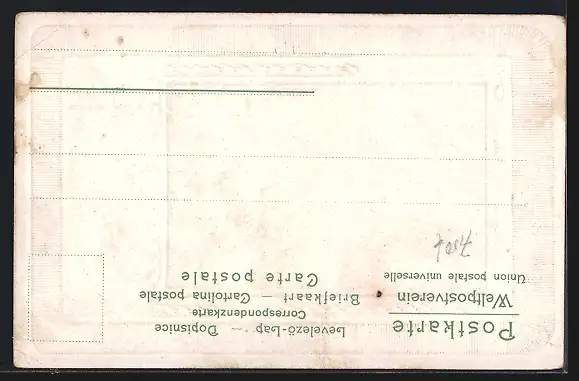 Postkarte
Weltpostverein
Union postale universelle
Levelező-Lap — Dopisnice
Correspondenzkarte
Briefkaart — Cartolina postale
Carte postale